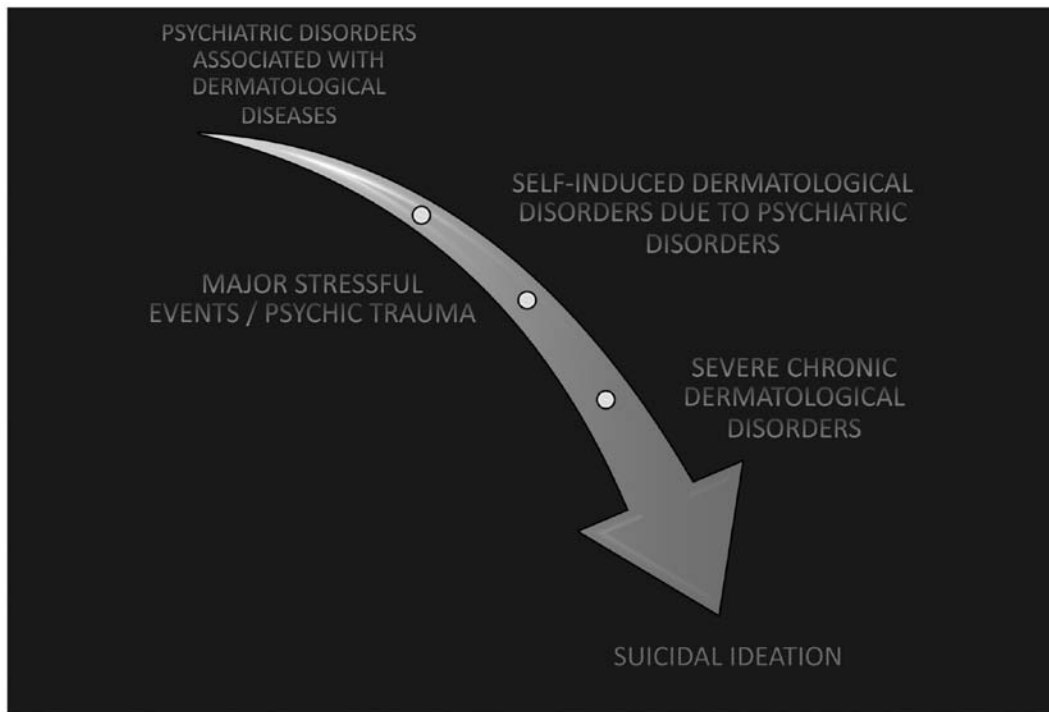 PSYCHIATRIC DISORDERS
ASSOCIATED WITH
DERMATOLOGICAL
DISEASES
SELF-INDUCED DERMATOLOGICAL
DISORDERS DUE TO PSYCHIATRIC
DISORDERS
MAJOR STRESSFUL
EVENTS / PSYCHIC TRAUMA
SEVERE CHRONIC
DERMATOLOGICAL
DISORDERS
SUICIDAL IDEATION